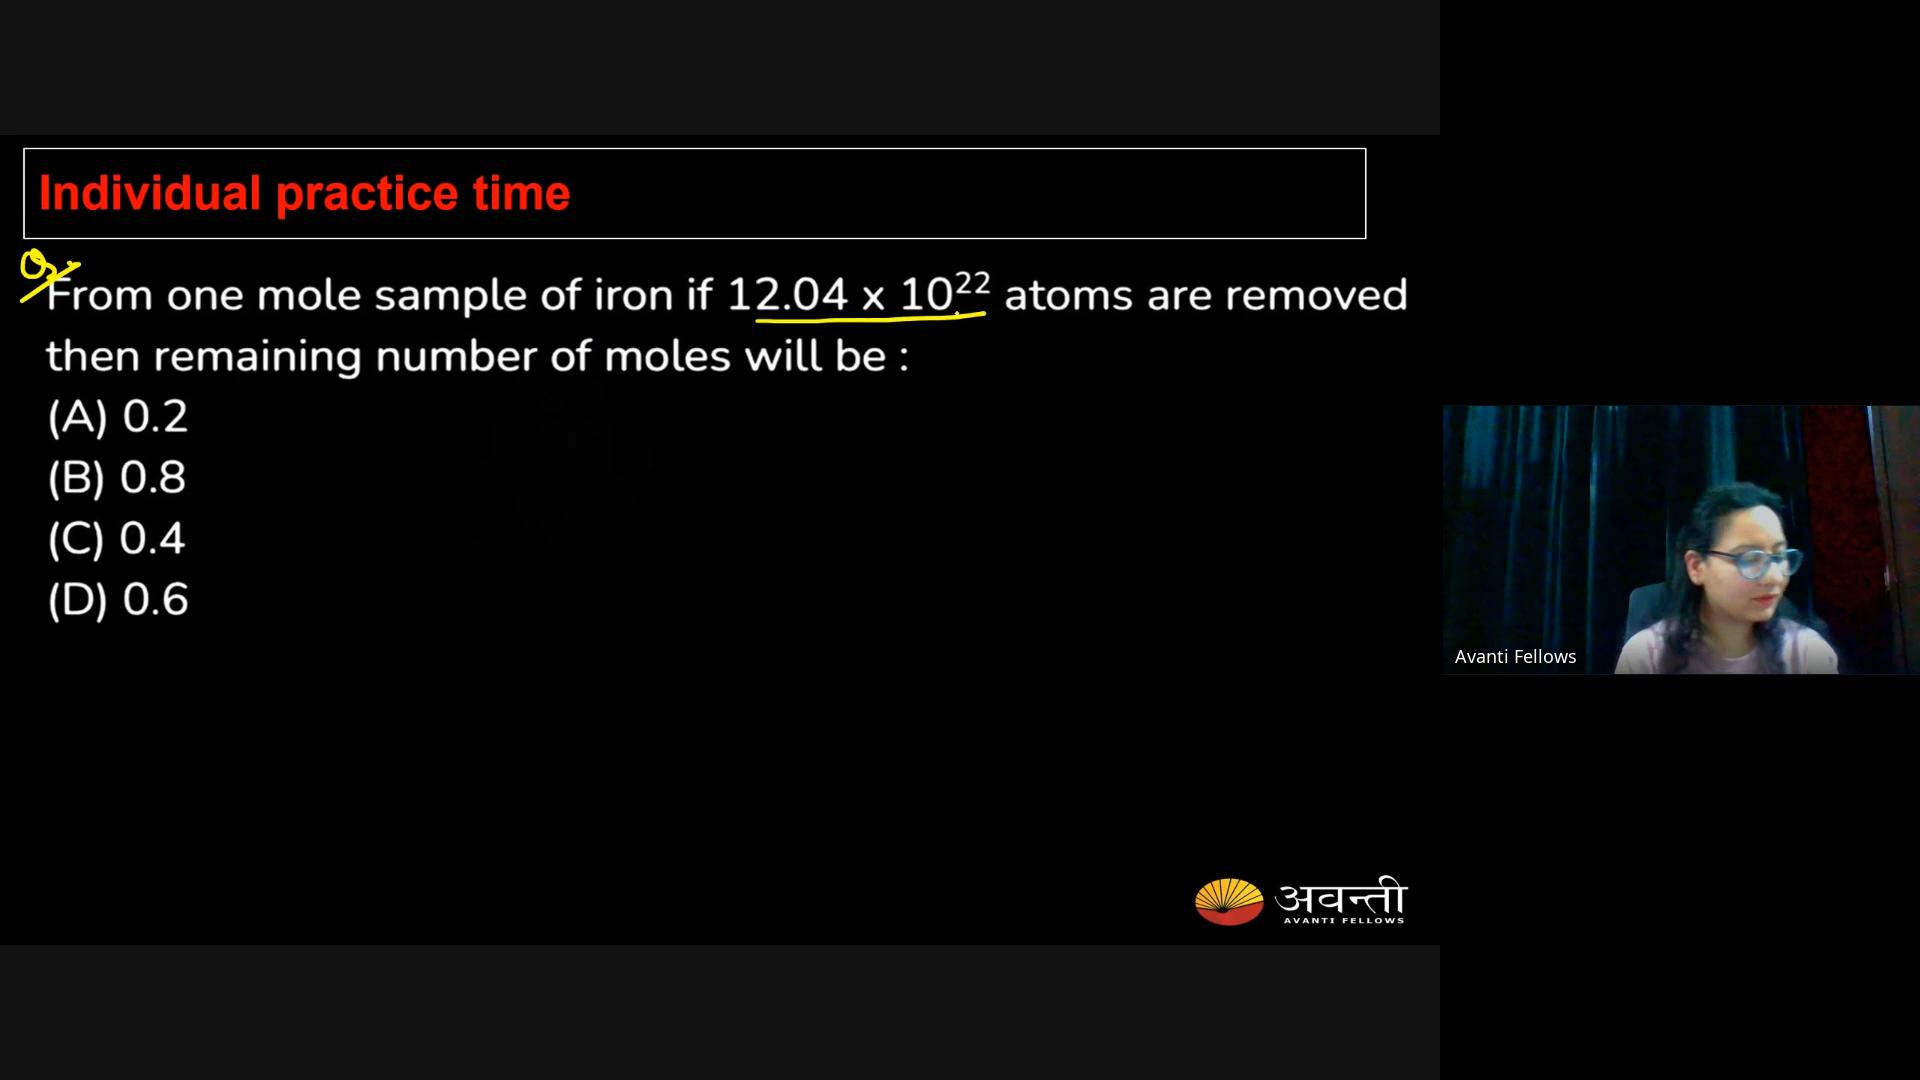 Individual practice time
Q.
From one mole sample of iron if 12.04 x 10²² atoms are removed
then remaining number of moles will be :
(A) 0.2
(B) 0.8
(C) 0.4
(D) 0.6
Avanti Fellows
अवन्ती
AVANTI FELLOWS